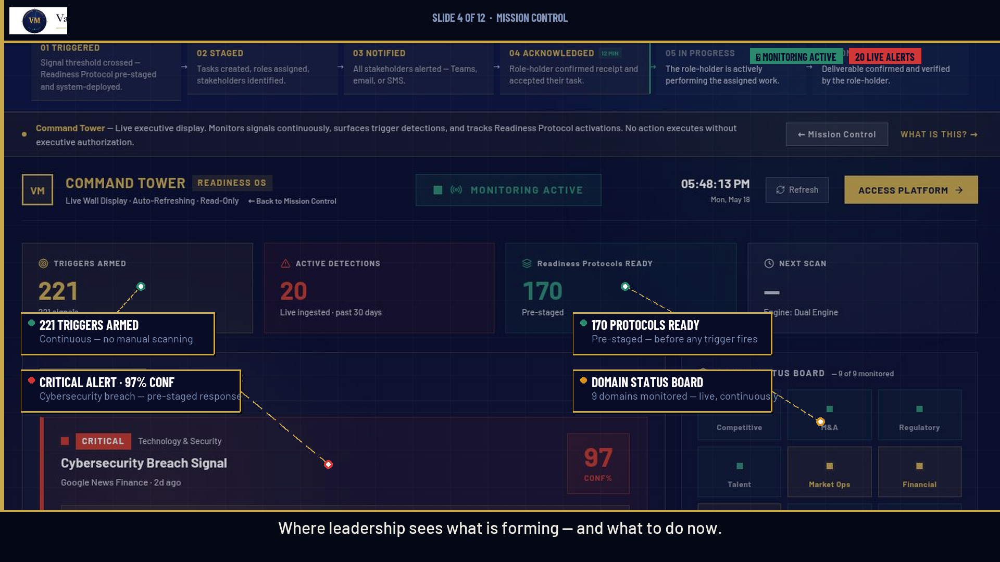 VM
Va
SLIDE 4 OF 12 · MISSION CONTROL
MONITORING ACTIVE
20 LIVE ALERTS
01 TRIGGERED
Signal threshold crossed —
Readiness Protocol pre-staged
and system-deployed.
→
02 STAGED
Tasks created, roles assigned,
stakeholders identified.
→
03 NOTIFIED
All stakeholders alerted — Teams,
email, or SMS.
→
04 ACKNOWLEDGED 12 MIN
Role-holder confirmed receipt and
accepted their task.
→
05 IN PROGRESS
The role-holder is actively
performing the assigned work.
→
Deliverable confirmed and verified
by the role-holder.
Command Tower — Live executive display. Monitors signals continuously, surfaces trigger detections, and tracks Readiness Protocol activations. No action executes without
executive authorization.
← Mission Control
WHAT IS THIS? →
VM
COMMAND TOWER READINESS OS
Live Wall Display · Auto-Refreshing · Read-Only ← Back to Mission Control
MONITORING ACTIVE
05:48:13 PM
Mon, May 18
Refresh
ACCESS PLATFORM →
TRIGGERS ARMED
221
221 signals
ACTIVE DETECTIONS
20
Live ingested · past 30 days
Readiness Protocols READY
170
Pre-staged
NEXT SCAN
—
Engine: Dual Engine
221 TRIGGERS ARMED
Continuous — no manual scanning
170 PROTOCOLS READY
Pre-staged — before any trigger fires
CRITICAL ALERT · 97% CONF
Cybersecurity breach — pre-staged response
DOMAIN STATUS BOARD
9 domains monitored — live, continuously
TUS BOARD — 9 of 9 monitored
CRITICAL Technology & Security
Cybersecurity Breach Signal
Google News Finance · 2d ago
97
CONF%
Competitive
M&A
Regulatory
Talent
Market Ops
Financial
Where leadership sees what is forming — and what to do now.